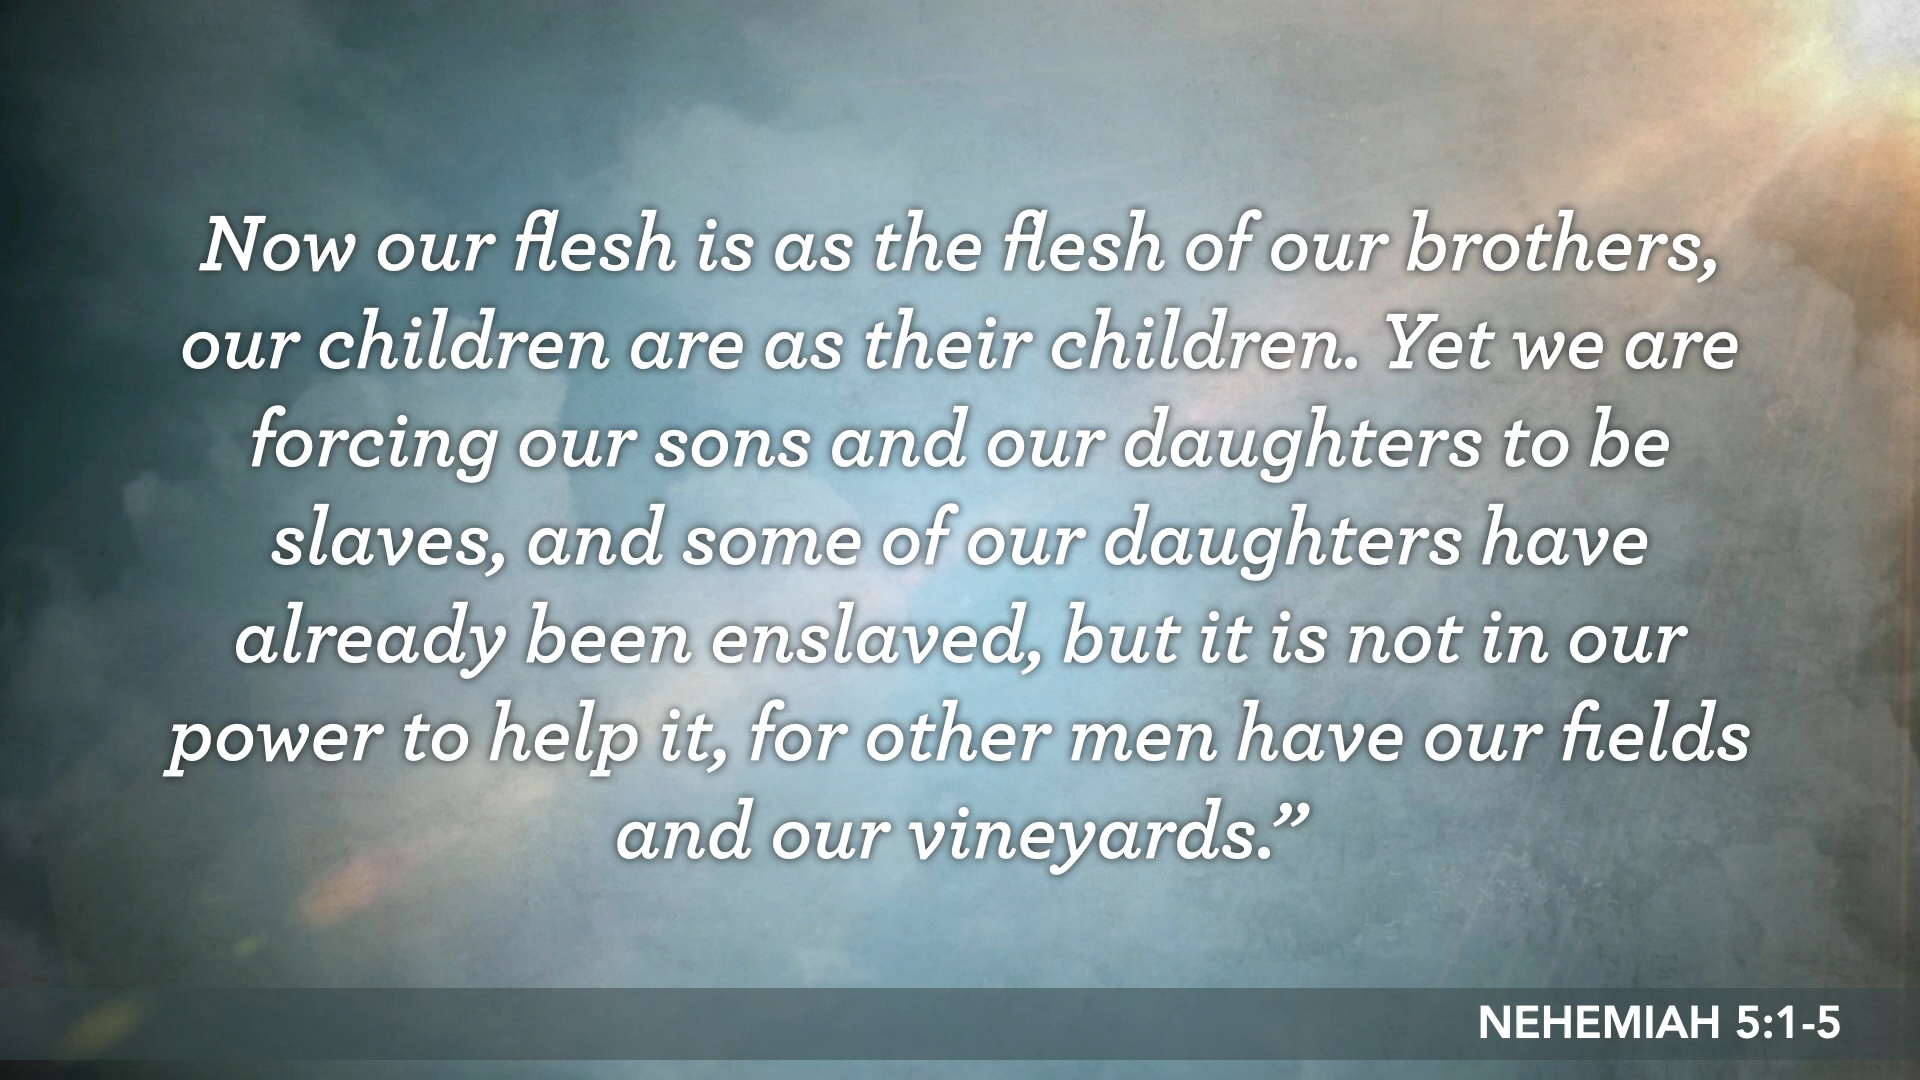 Now our flesh is as the flesh of our brothers,
our children are as their children. Yet we are
forcing our sons and our daughters to be
slaves, and some of our daughters have
already been enslaved, but it is not in our
power to help it, for other men have our fields
and our vineyards.”
NEHEMIAH 5:1-5